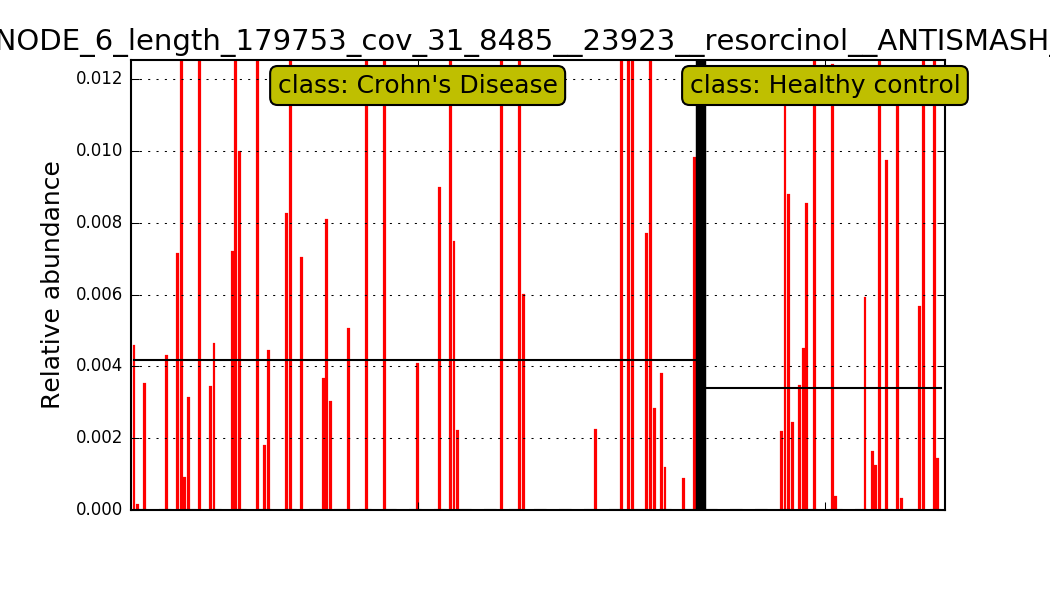 NODE_6_length_179753_cov_31_8485__23923__resorcinol__ANTISMASH_
class: Crohn's Disease
class: Healthy control
Relative abundance
0.012
0.010
0.008
0.006
0.004
0.002
0.000